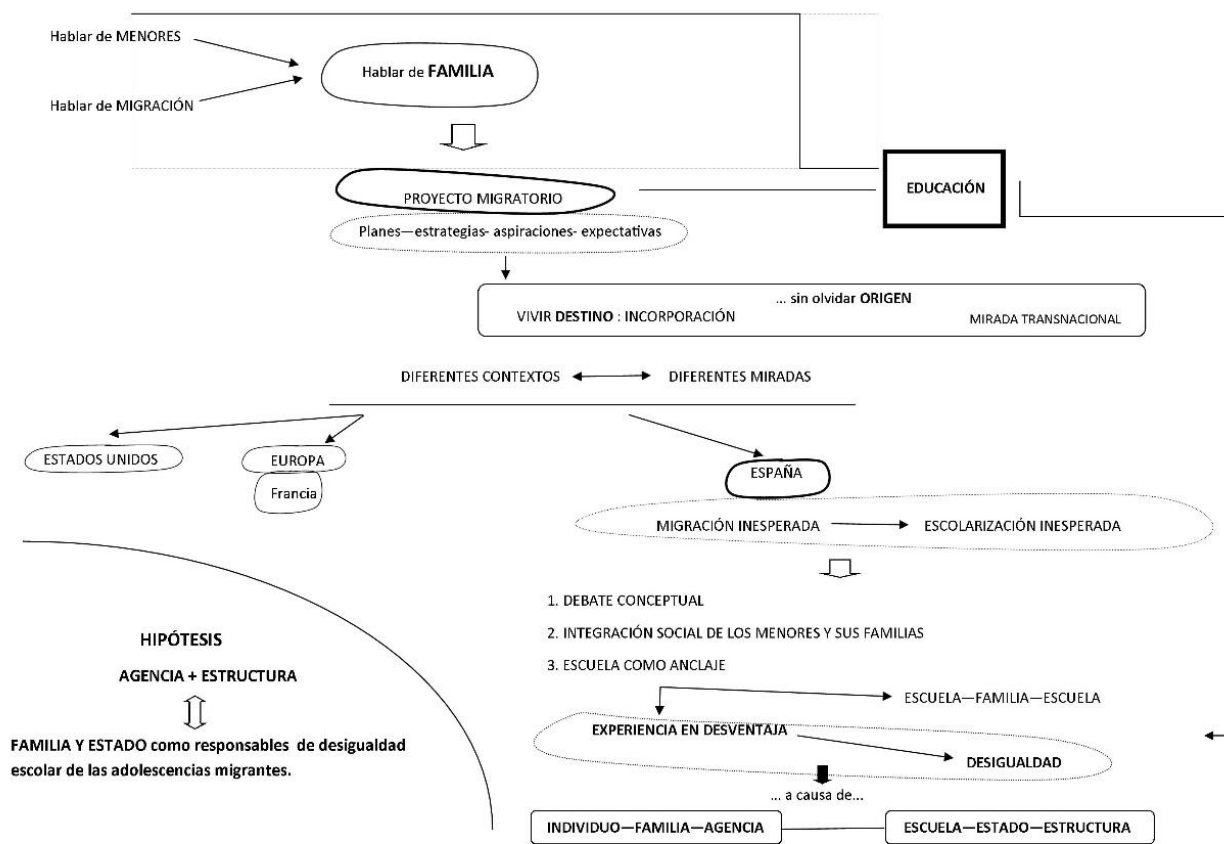 Hablar de MENORES
Hablar de FAMILIA
Hablar de MIGRACIÓN
PROYECTO MIGRATORIO
EDUCACIÓN
Planes—estrategias- aspiraciones- expectativas
... sin olvidar ORIGEN
VIVIR DESTINO : INCORPORACIÓN
MIRADA TRANSNACIONAL
DIFERENTES CONTEXTOS
DIFERENTES MIRADAS
ESTADOS UNIDOS
EUROPA
Francia
ESPAÑA
MIGRACIÓN INESPERADA
ESCOLARIZACIÓN INESPERADA
1. DEBATE CONCEPTUAL
2. INTEGRACIÓN SOCIAL DE LOS MENORES Y SUS FAMILIAS
3. ESCUELA COMO ANCLAJE
HIPÓTESIS
AGENCIA + ESTRUCTURA
FAMILIA Y ESTADO como responsables de desigualdad
escolar de las adolescencias migrantes.
ESCUELA—FAMILIA—ESCUELA
EXPERIENCIA EN DESVENTAJA
DESIGUALDAD
... a causa de...
INDIVIDUO—FAMILIA—AGENCIA
ESCUELA—ESTADO—ESTRUCTURA